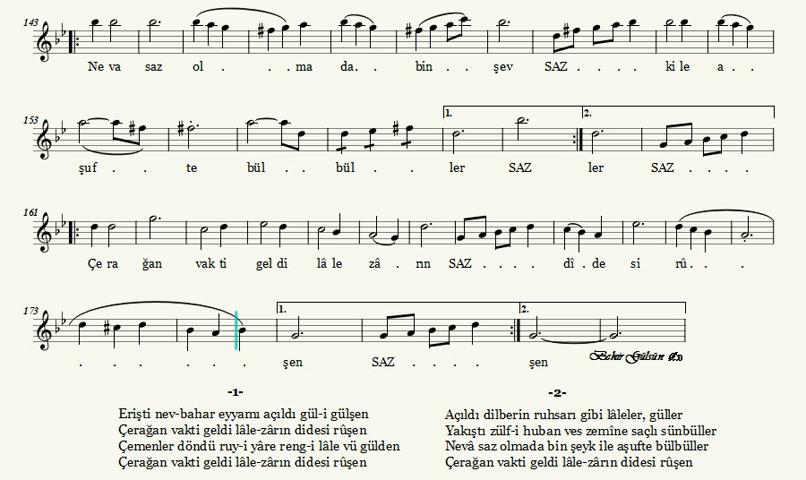 143
Ne va saz ol . . . ma da. . bin . . şev SAZ . . . . ki le a . .
153
1. 2.
şuf . . te bül . . bül . . ler SAZ ler SAZ . . . .
161
Çe ra ğan vak ti gel di lâ le zâ . rın SAZ . . . . dî . de si rû. . .
173
1. 2.
. . . . . . şen SAZ . . . . şen
-1- -2-
Erişti nev-bahar eyyamı açıldı gül-i gülşen
Çerağan vakti geldi lâle-zârın didesi rûşen
Çemenler döndü ruy-i yâre reng-i lâle vü gülden
Çerağan vakti geldi lâle-zârın didesi rûşen
Açıldı dilberin ruhsarı gibi lâleler, güller
Yakıştı zülf-i huban ves zemîne saçlı sünbüller
Nevâ saz olmada bin şeyk ile aşufte bülbüller
Çerağan vakti geldi lâle-zârın didesi rûşen